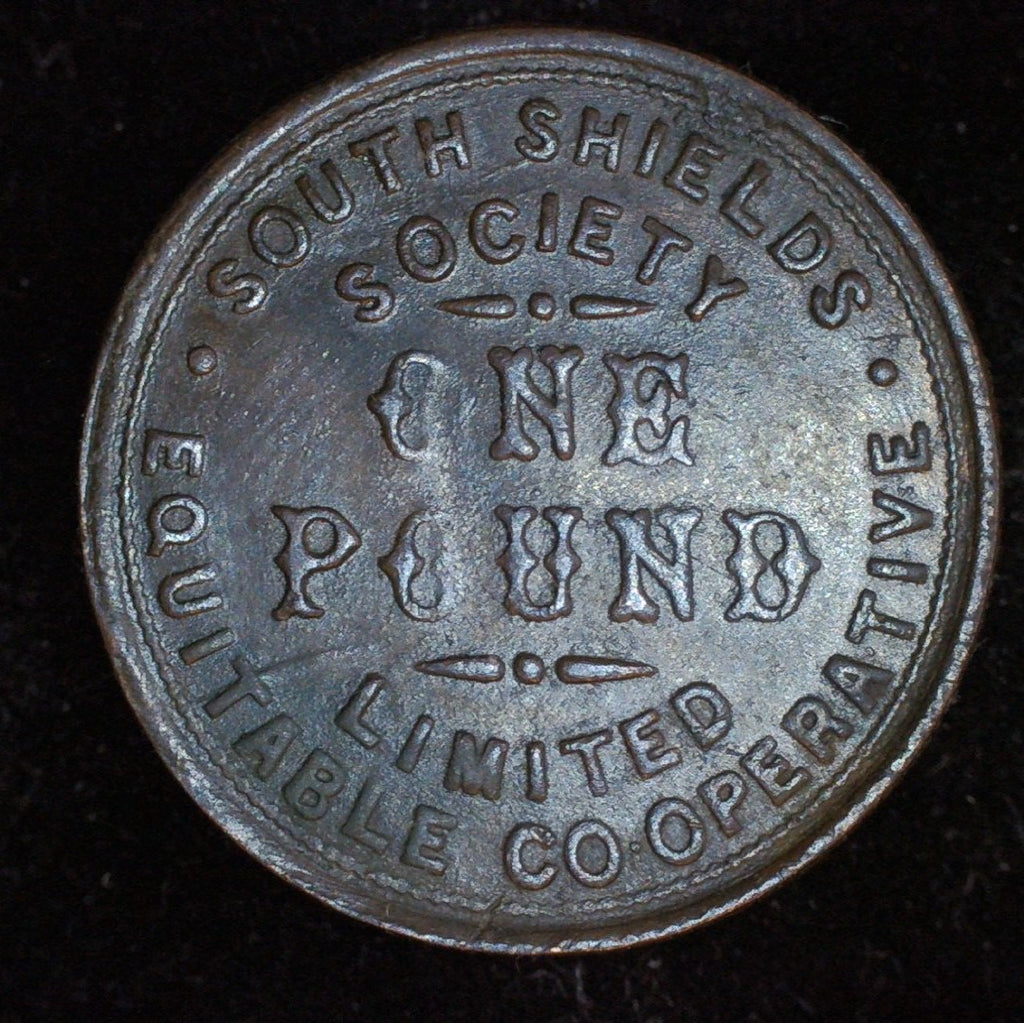 SOUTH SHIELDS
EQUITABLE CO·OPERATIVE
SOCIETY
ONE
POUND
LIMITED